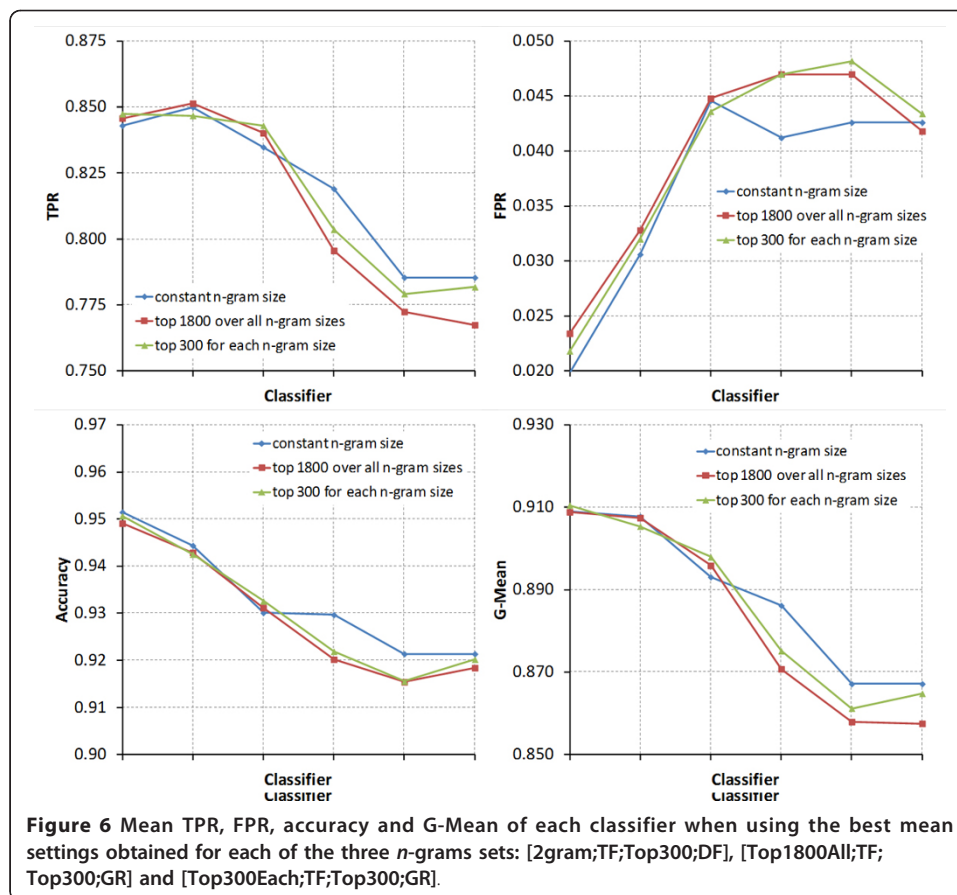 0.875
0.850
0.825
0.800
0.775
0.750
TPR
constant n-gram size
top 1800 over all n-gram sizes
top 300 for each n-gram size
Classifier
0.050
0.045
0.040
0.035
0.030
0.025
0.020
FPR
constant n-gram size
top 1800 over all n-gram sizes
top 300 for each n-gram size
Classifier
0.97
0.96
0.95
0.94
0.93
0.92
0.91
0.90
Accuracy
constant n-gram size
top 1800 over all n-gram sizes
top 300 for each n-gram size
Classifier
Classifier
0.930
0.910
0.890
0.870
0.850
G-Mean
constant n-gram size
top 1800 over all n-gram sizes
top 300 for each n-gram size
Classifier
Classifier
Figure 6 Mean TPR, FPR, accuracy and G-Mean of each classifier when using the best mean
settings obtained for each of the three n-grams sets: [2gram;TF;Top300;DF], [Top1800All;TF;
Top300;GR] and [Top300Each;TF;Top300;GR].